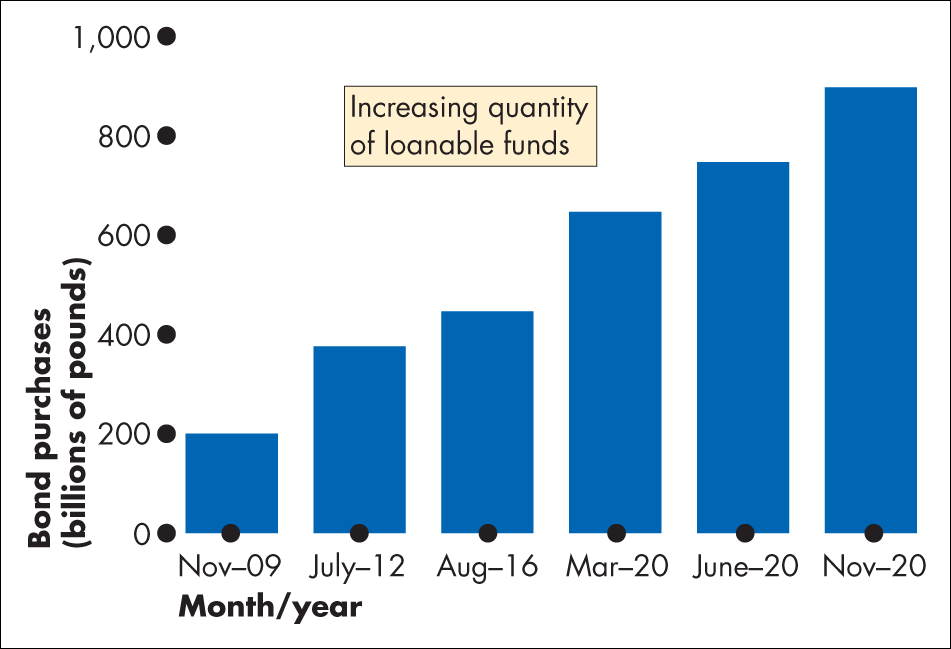 1,000
800
600
400
200
0
Bond purchases
(billions of pounds)
Increasing quantity
of loanable funds
Nov–09 July–12 Aug–16 Mar–20 June–20 Nov–20
Month/year